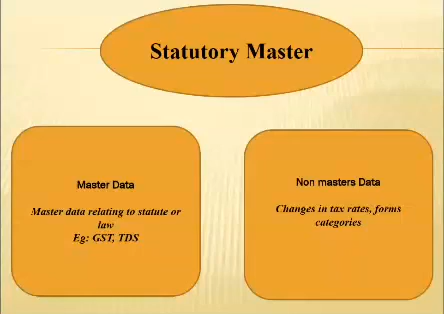 Statutory Master
Master Data
Master data relating to statute or
law
Eg: GST, TDS
Non masters Data
Changes in tax rates, forms
categories